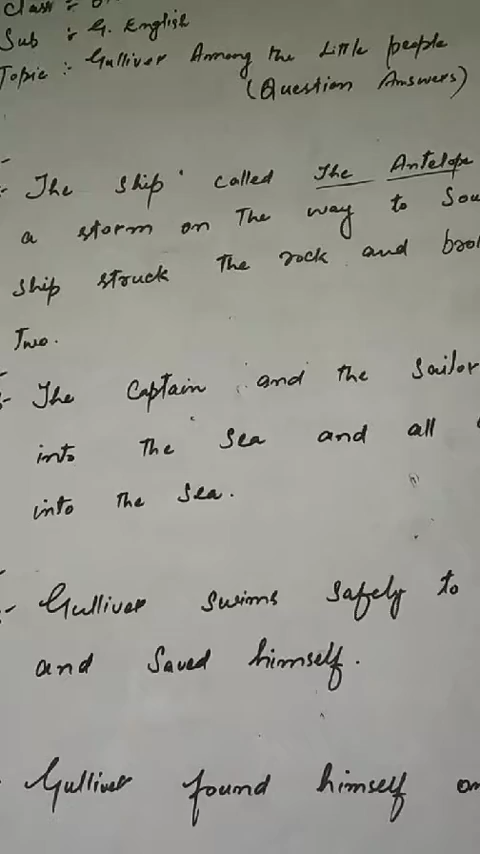 Class :-
Sub :- G. English
Topic :- Gulliver Among the Little people
(Question Answers)
:- The ship called The Antelope
a storm on The way to Sou
ship struck The rock and
Two.
:- The Captain and the Sailor
into The Sea and all
into The Sea.
:- Gulliver swims safely to
and Saved himself.
Gulliver found himself on